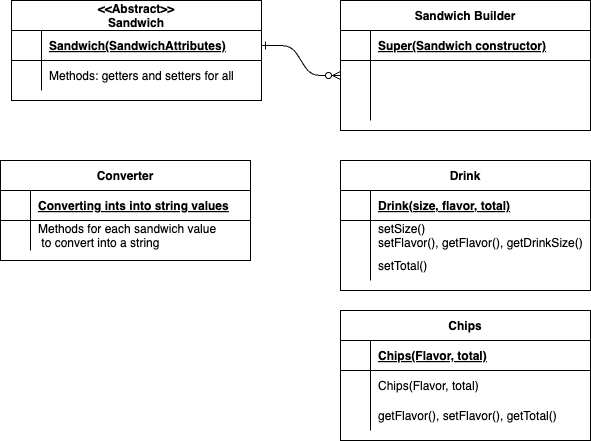 <<Abstract>>
Sandwich
Sandwich(SandwichAttributes)
Methods: getters and setters for all
Sandwich Builder
Super(Sandwich constructor)
Converter
Converting ints into string values
Methods for each sandwich value
to convert into a string
Drink
Drink(size, flavor, total)
setSize()
setFlavor(), getFlavor(), getDrinkSize()
setTotal()
Chips
Chips(Flavor, total)
Chips(Flavor, total)
getFlavor(), setFlavor(), getTotal()